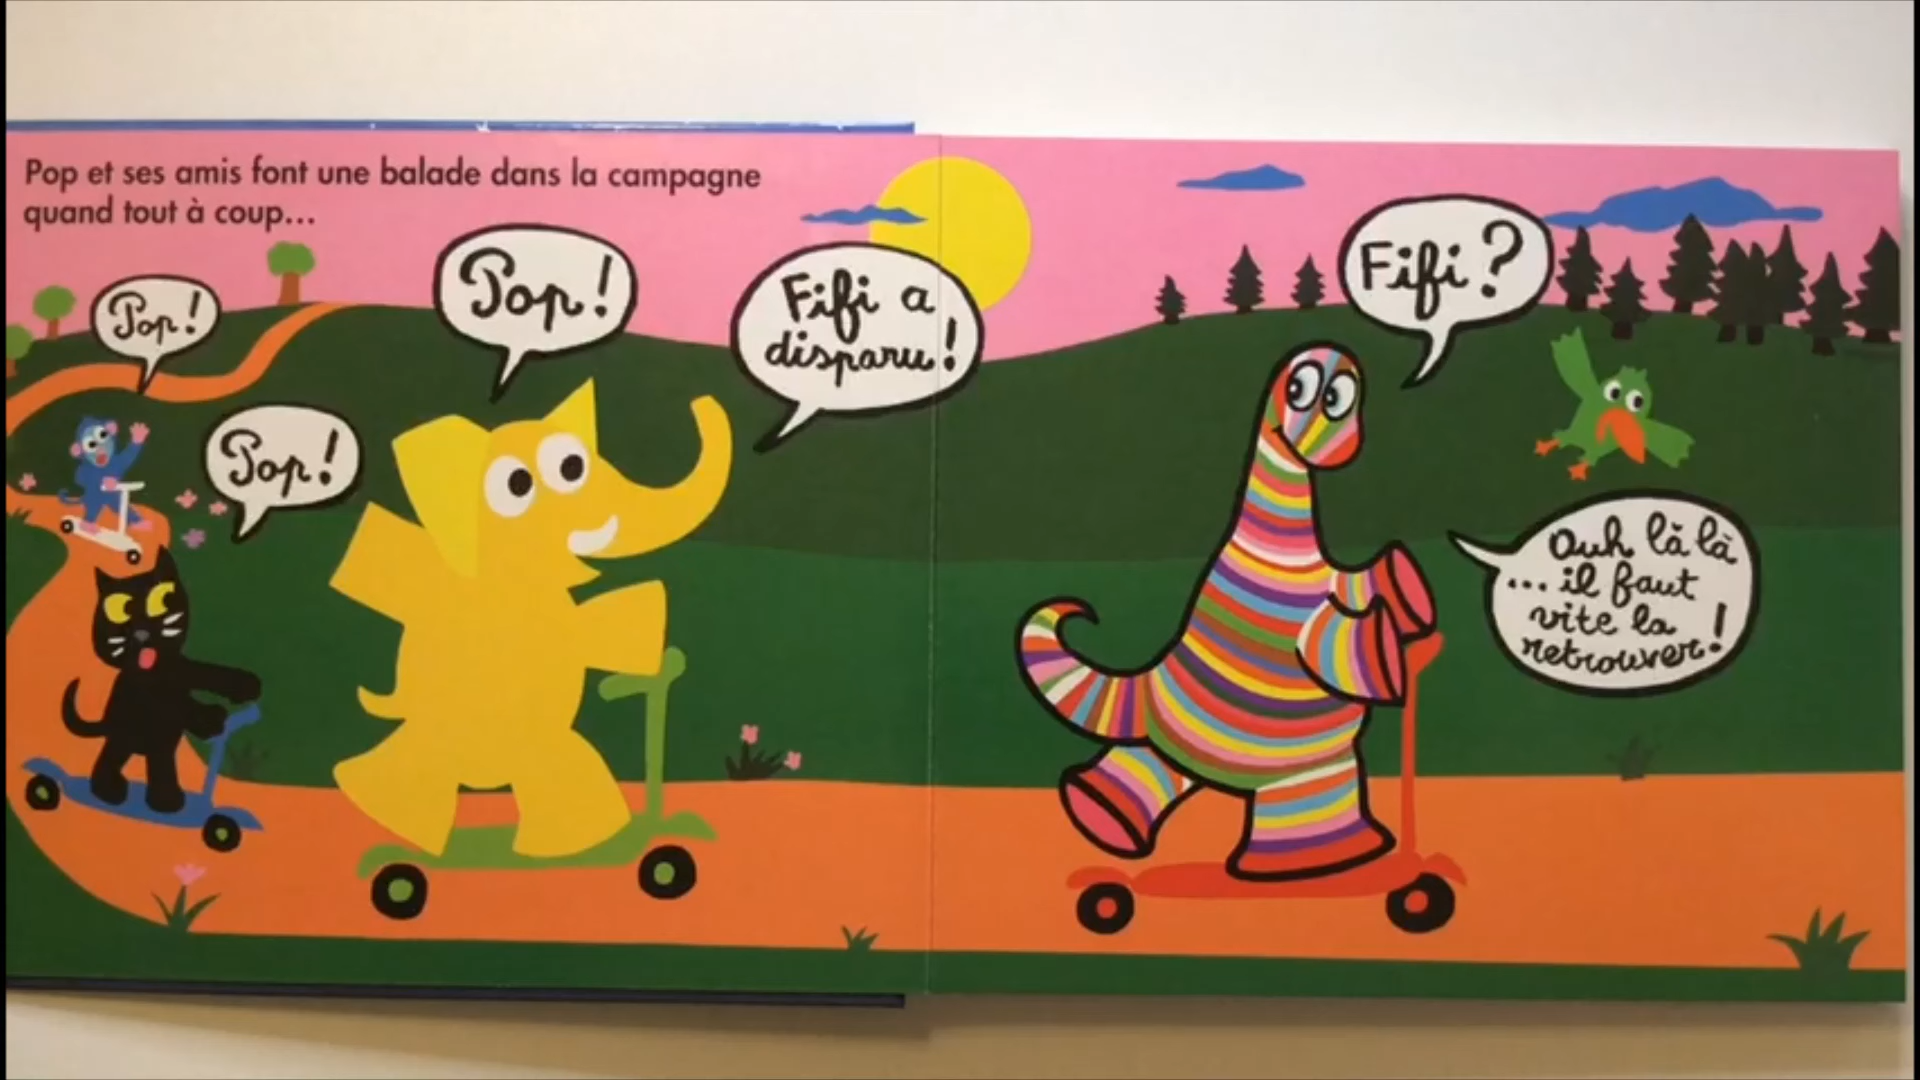 Pop et ses amis font une balade dans la campagne
quand tout à coup...
Pop!
Pop!
Pop!
Fifi a
disparu!
Fifi?
Ouh là là
... il faut
vite la
retrouver!